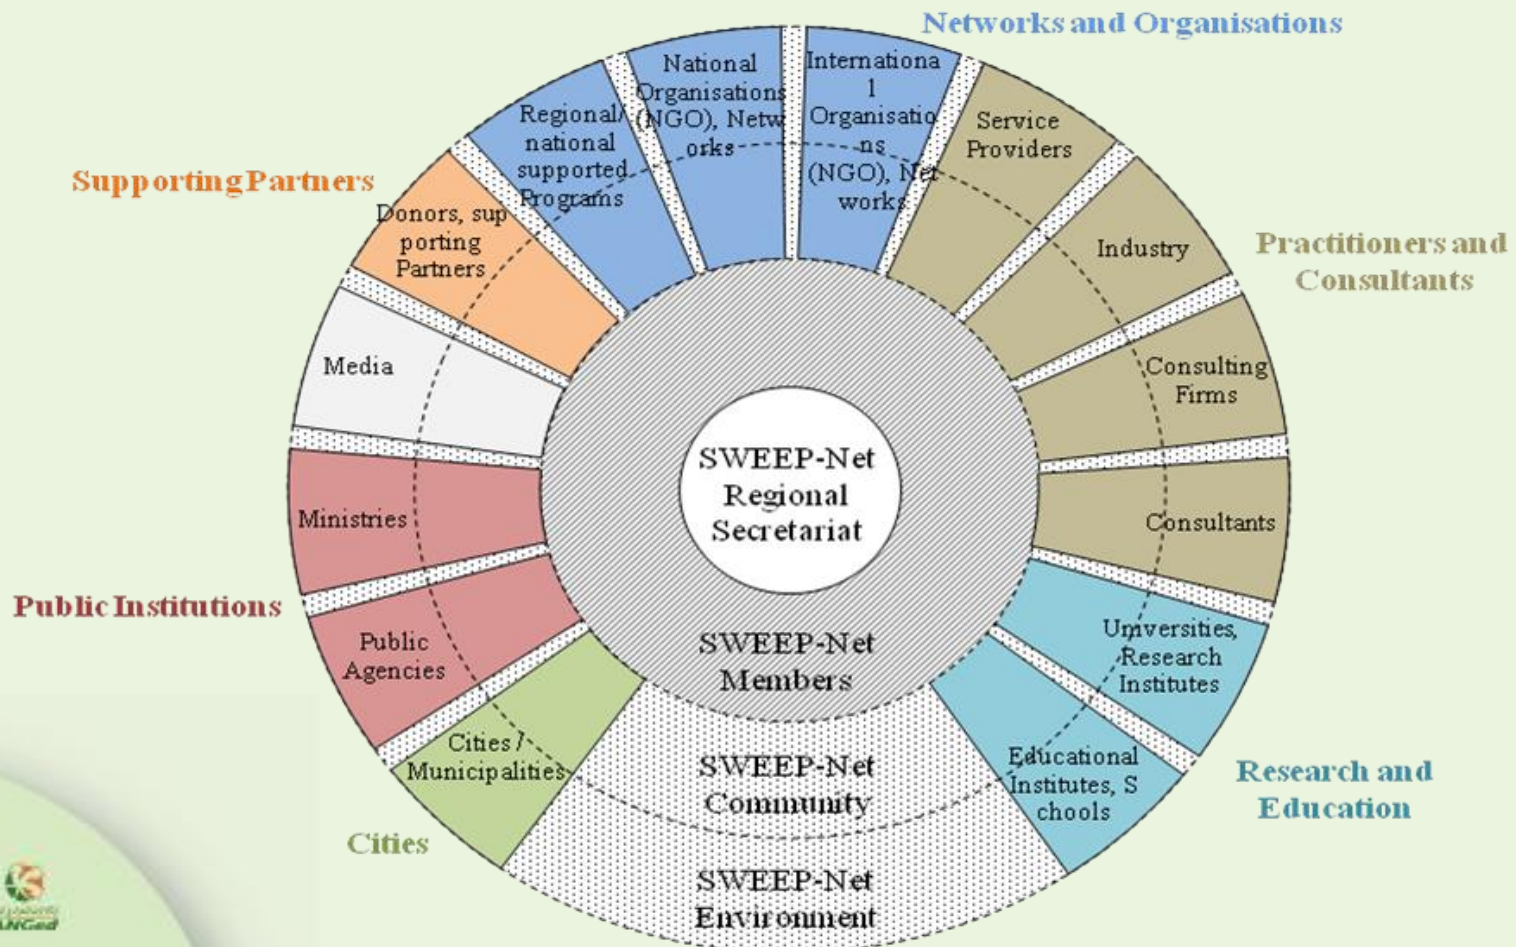 Networks and Organisations
National
Organisations
(NGO), Netw
orks
Internationa
l
Organisatio
ns
(NGO), Net
works
Regional/
national
supported
Programs
Service
Providers
Supporting Partners
Donors, sup
porting
Partners
Industry
Practitioners and
Consultants
Media
Consulting
Firms
SWEEP-Net
Regional
Secretariat
Ministries
Consultants
Public Institutions
Public
Agencies
SWEEP-Net
Members
Universities,
Research
Institutes
Cities /
Municipalities
SWEEP-Net
Community
Educational
Institutes, S
chools
Research and
Education
Cities
SWEEP-Net
Environment